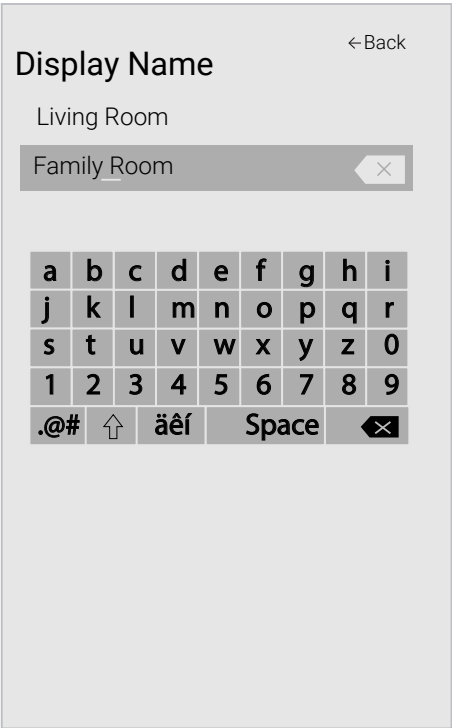 ←Back
Display Name
Living Room
Family Room
a b c d e f g h i
j k l m n o p q r
s t u v w x y z 0
1 2 3 4 5 6 7 8 9
.@# äêí Space